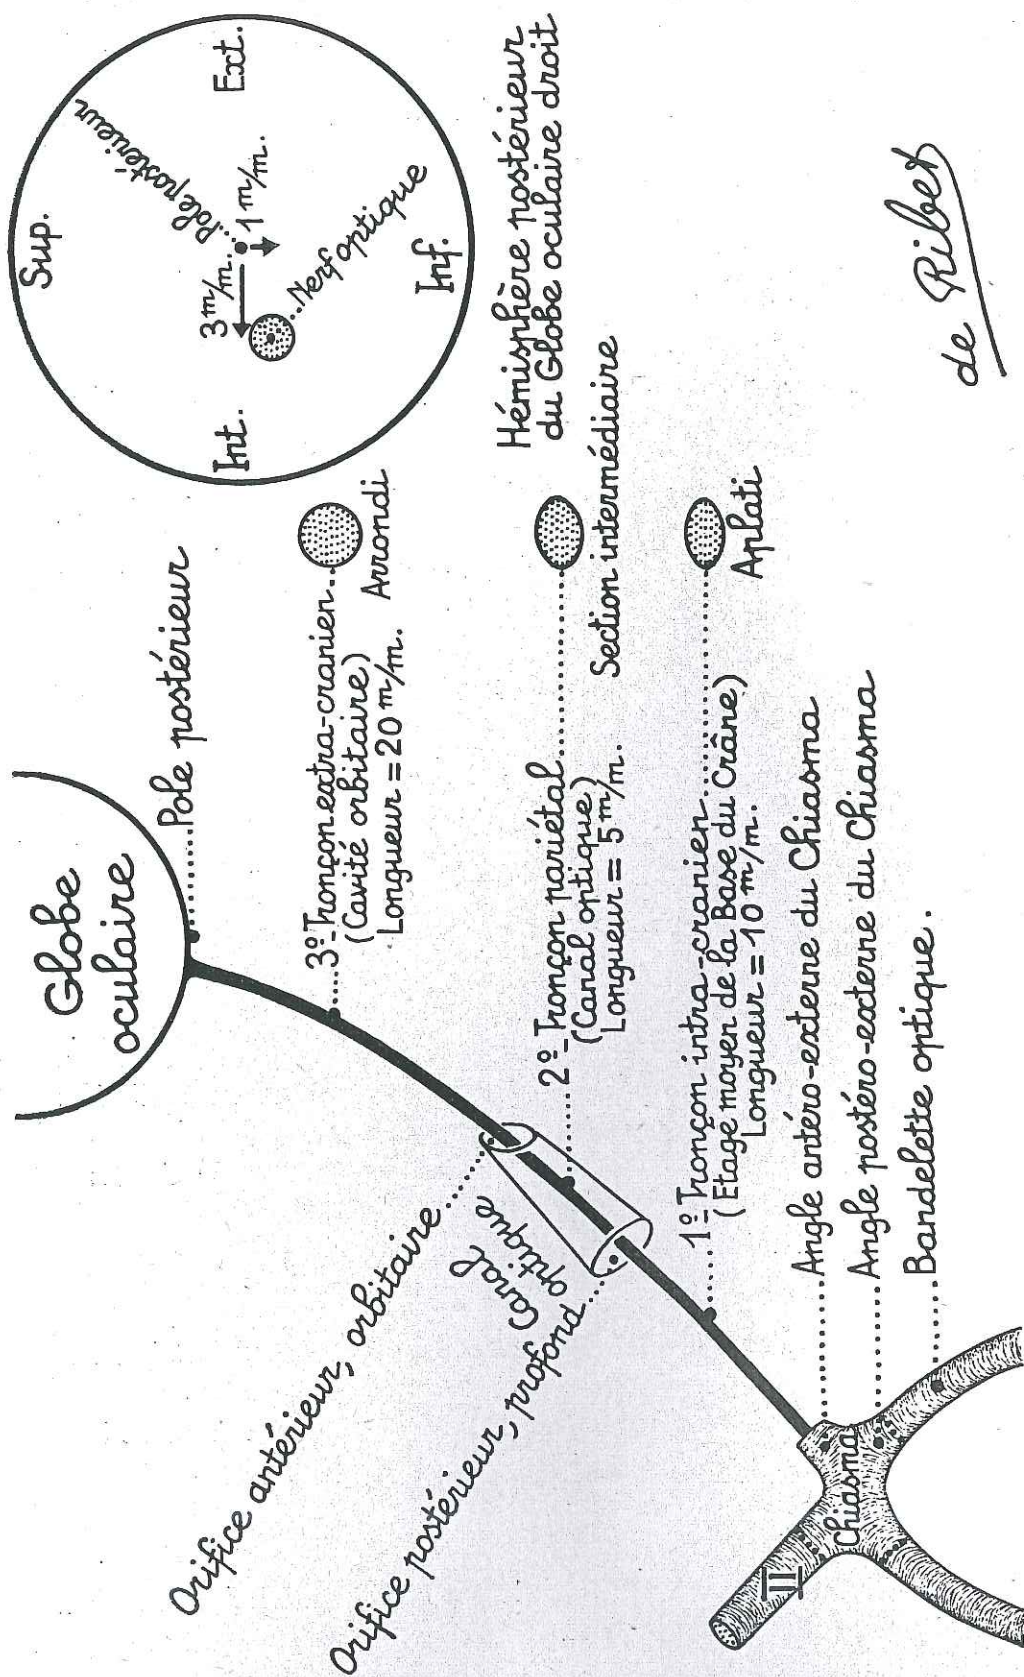 Globe
oculaire
Pole postérieur
3º_ Tronçon extra-cranien
(Cavité orbitaire)
Longueur = 20 m/m.
Arrondi
Orifice antérieur, orbitaire
Canal
optique
Orifice postérieur, profond
2º_ Tronçon pariétal
(Canal optique)
Longueur = 5 m/m.
Section intermédiaire
1º_ Tronçon intra-cranien
(Etage moyen de la Base du Crâne)
Longueur = 10 m/m.
Aplati
Angle antéro-externe du Chiasma
Angle postéro-externe du Chiasma
Bandelette optique.
II
Chiasma
Sup.
Pole postérieur
Int.
3 m/m.
1 m/m.
Ext.
Nerf optique
Inf.
Hémisphère postérieur
du Globe oculaire droit
de Ribet